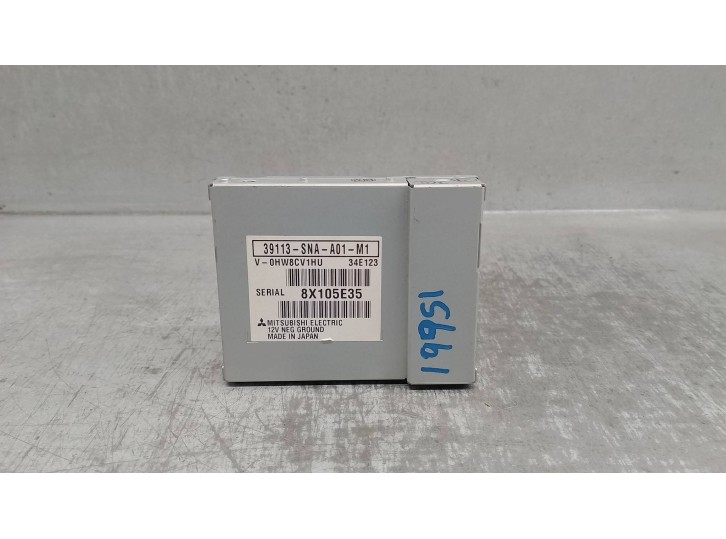 39113-SNA-A01-M1
V-0HW8CV1HU 34E123
SERIAL 8X105E35
MITSUBISHI ELECTRIC
12V NEG GROUND
MADE IN JAPAN
19951